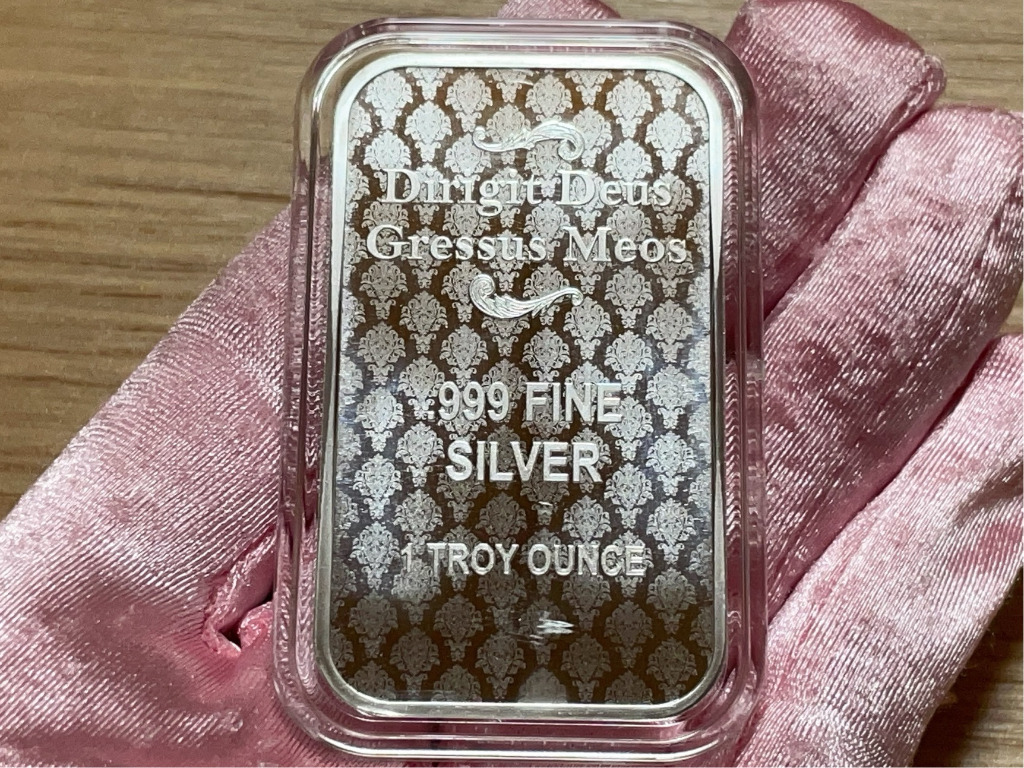 Dirigit Deus
Gressus Meos
.999 FINE
SILVER
1 TROY OUNCE